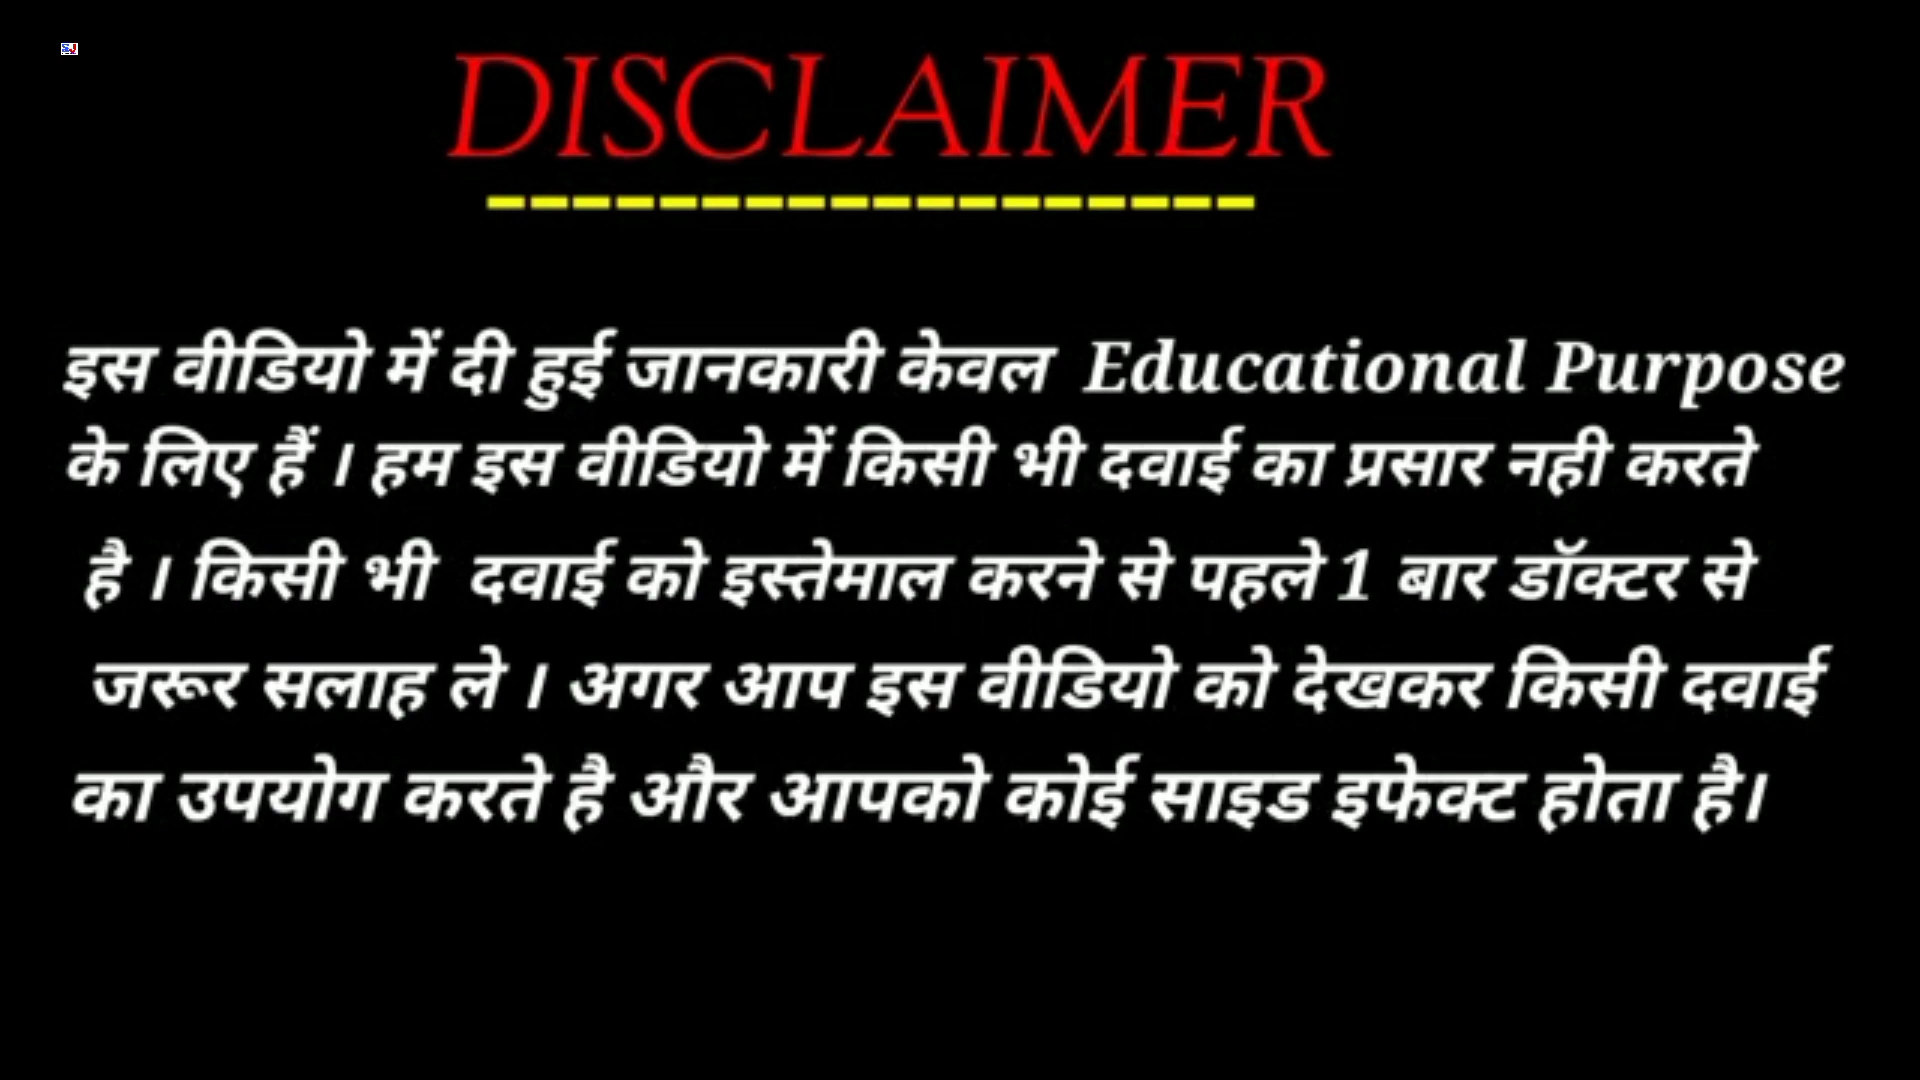 DISCLAIMER
------------------
इस वीडियो में दी हुई जानकारी केवल Educational Purpose
के लिए हैं । हम इस वीडियो में किसी भी दवाई का प्रसार नही करते
है । किसी भी दवाई को इस्तेमाल करने से पहले 1 बार डॉक्टर से
जरूर सलाह ले । अगर आप इस वीडियो को देखकर किसी दवाई
का उपयोग करते है और आपको कोई साइड इफेक्ट होता है।